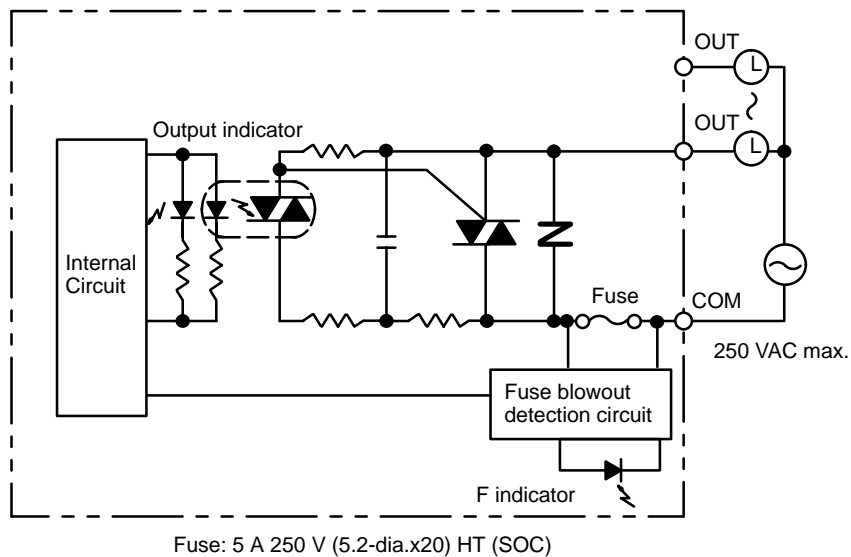 OUT
L
Output indicator
OUT
L
Internal
Circuit
Fuse
COM
250 VAC max.
Fuse blowout
detection circuit
F indicator
Fuse: 5 A 250 V (5.2-dia.x20) HT (SOC)